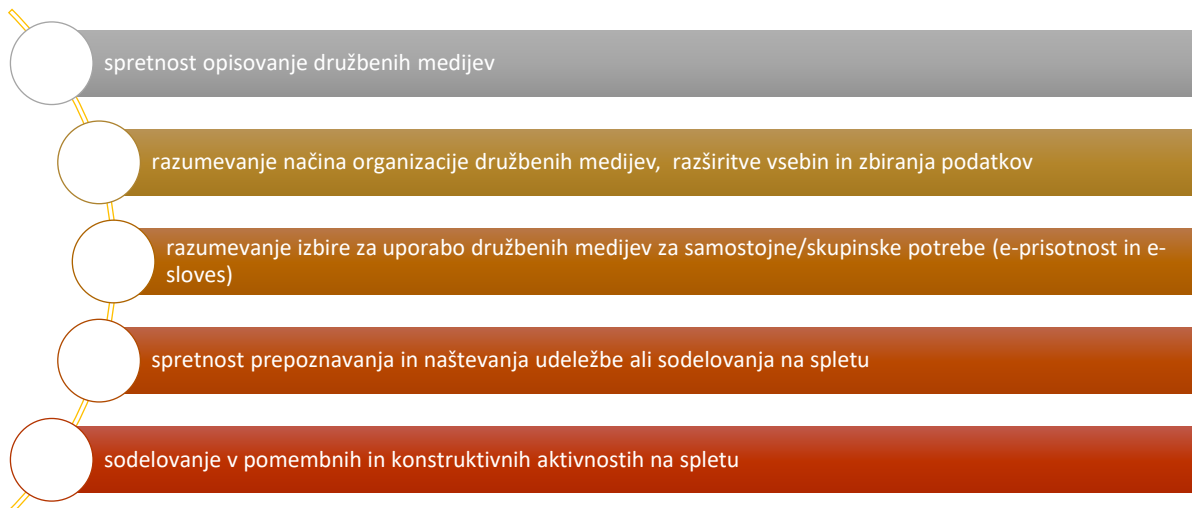 spretnost opisovanje družbenih medijev
razumevanje načina organizacije družbenih medijev, razširitve vsebin in zbiranja podatkov
razumevanje izbire za uporabo družbenih medijev za samostojne/skupinske potrebe (e-prisotnost in e-
sloves)
spretnost prepoznavanja in naštevanja udeležbe ali sodelovanja na spletu
sodelovanje v pomembnih in konstruktivnih aktivnostih na spletu